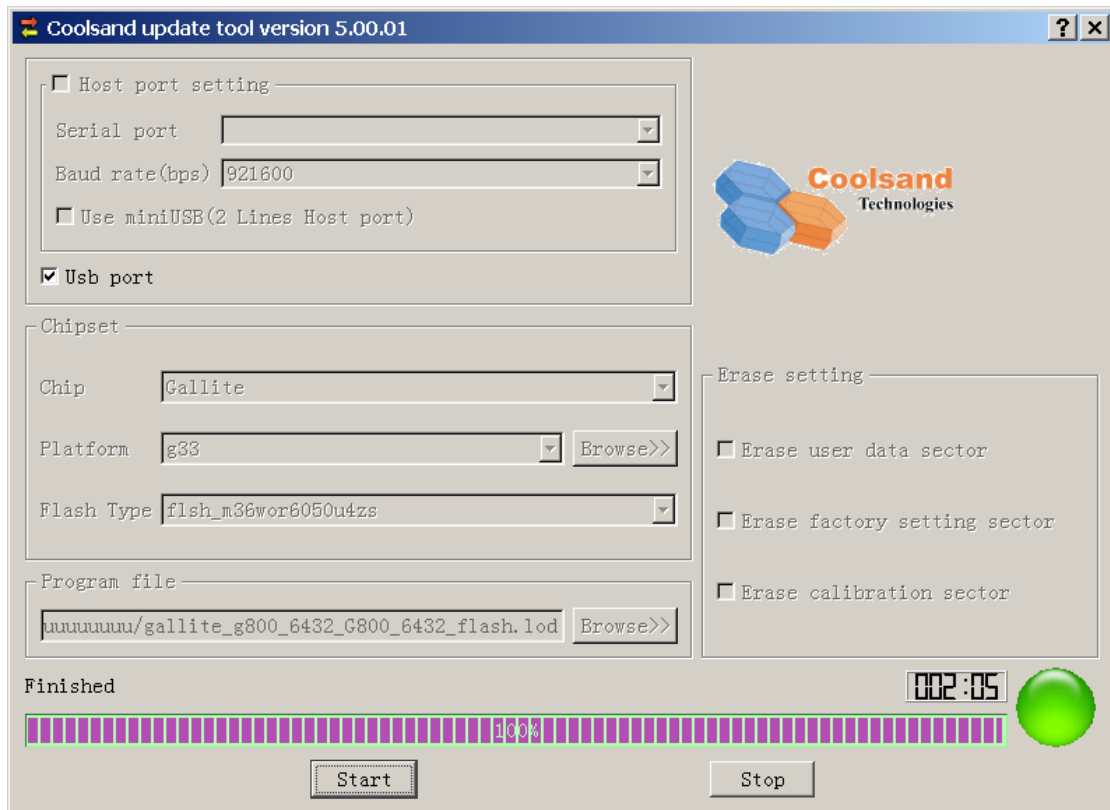 Coolsand update tool version 5.00.01
Host port setting
Serial port
Baud rate(bps) 921600
Use miniUSB(2 Lines Host port)
Usb port
Coolsand
Technologies
Chipset
Chip Gallite
Platform g33 Browse>>
Flash Type flsh_m36wor6050u4zs
Erase setting
Erase user data sector
Erase factory setting sector
Erase calibration sector
Program file
uuuuuuuu/gallite_g800_6432_G800_6432_flash.lod Browse>>
Finished 002:05
100%
Start Stop